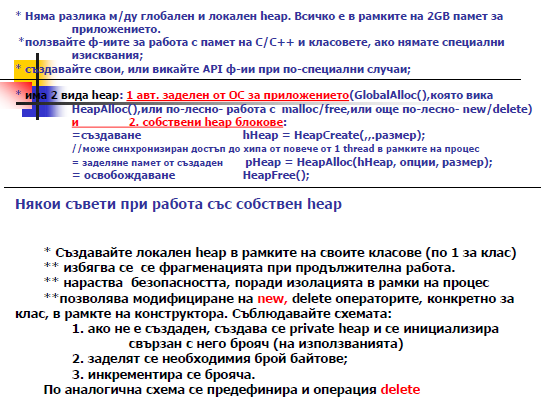 * Няма разлика м/ду глобален и локален heap. Всичко е в рамките на 2GB памет за
приложението.
*ползвайте ф-иите за работа с памет на C/C++ и класовете, ако нямате специални
изисквания;
* създавайте свои, или викайте API ф-ии при по-специални случаи;
* има 2 вида heap: 1 авт. заделен от ОС за приложението(GlobalAlloc(),която вика
HeapAlloc(),или по-лесно- работа с malloc/free,или още по-лесно- new/delete)
и 2. собствени heap блокове:
=създаване hHeap = HeapCreate(,,.размер);
//може синхронизиран достъп до хипа от повече от 1 thread в рамките на процес
= заделяне памет от създаден pHeap = HeapAlloc(hHeap, опции, размер);
= освобождаване HeapFree();
Някои съвети при работа със собствен heap
* Създавайте локален heap в рамките на своите класове (по 1 за клас)
** избягва се се фрагменацията при продължителна работа.
** нараства безопасността, поради изолацията в рамки на процес
**позволява модифициране на new, delete операторите, конкретно за
клас, в рамкте на конструктора. Съблюдавайте схемата:
1. ако не е създаден, създава се private heap и се инициализира
свързан с него брояч (на използванията)
2. заделят се необходимия брой байтове;
3. инкрементира се брояча.
По аналогична схема се предефинира и операция delete